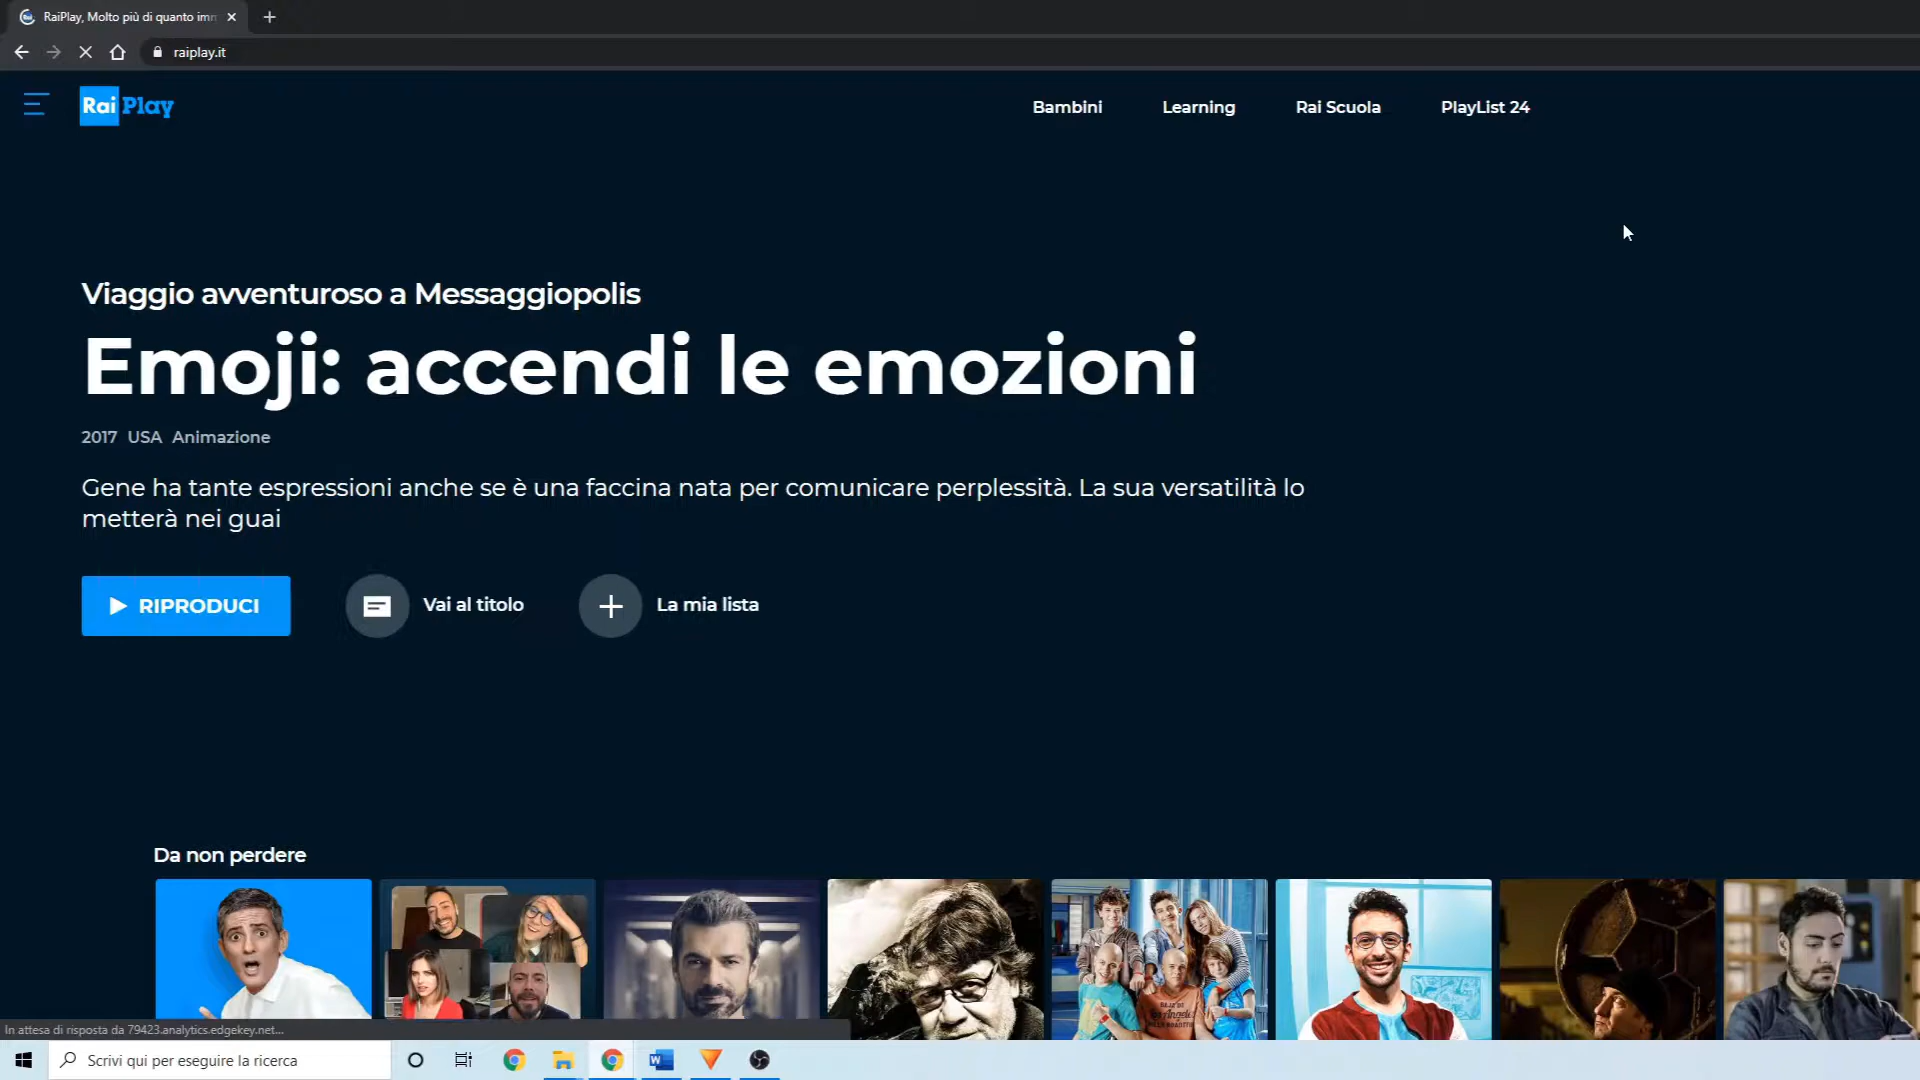 RaiPlay, Molto più di quanto imm
raiplay.it
Rai Play
Bambini
Learning
Rai Scuola
PlayList 24
Viaggio avventuroso a Messaggiopolis
Emoji: accendi le emozioni
2017 USA Animazione
Gene ha tante espressioni anche se è una faccina nata per comunicare perplessità. La sua versatilità lo
metterà nei guai
RIPRODUCI
Vai al titolo
La mia lista
Da non perdere
In attesa di risposta da 79423.analytics.edgekey.net...
Scrivi qui per eseguire la ricerca